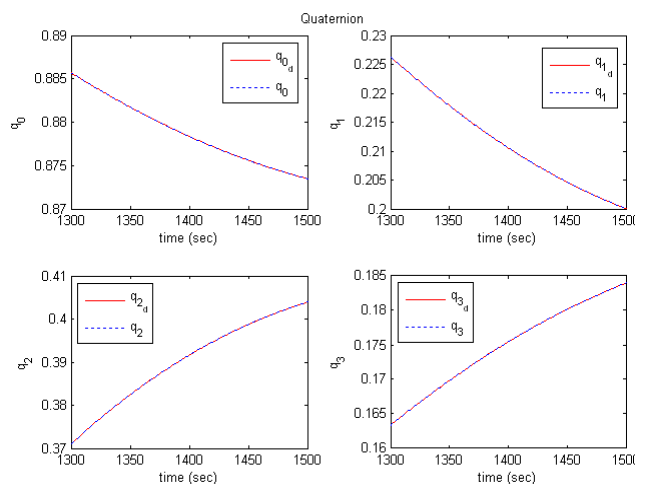 Quaternion
0.89
0.885
0.88
0.875
0.87
q0
q0d
q0
1300 1350 1400 1450 1500
time (sec)
0.23
0.225
0.22
0.215
0.21
0.205
0.2
q1
q1d
q1
1300 1350 1400 1450 1500
time (sec)
0.41
0.4
0.39
0.38
0.37
q2
q2d
q2
1300 1350 1400 1450 1500
time (sec)
0.185
0.18
0.175
0.17
0.165
0.16
q3
q3d
q3
1300 1350 1400 1450 1500
time (sec)